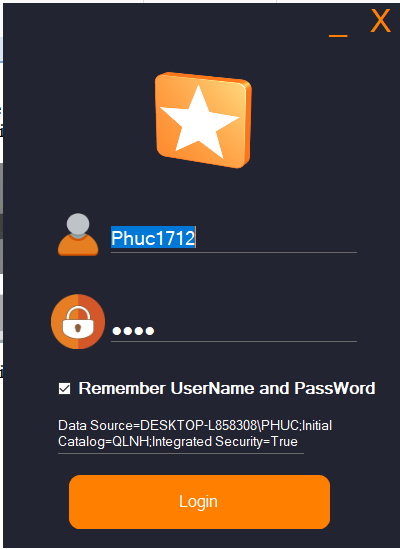 _ X
Phuc1712
••••
Remember UserName and PassWord
Data Source=DESKTOP-L858308\PHUC;Initial
Catalog=QLNH;Integrated Security=True
Login